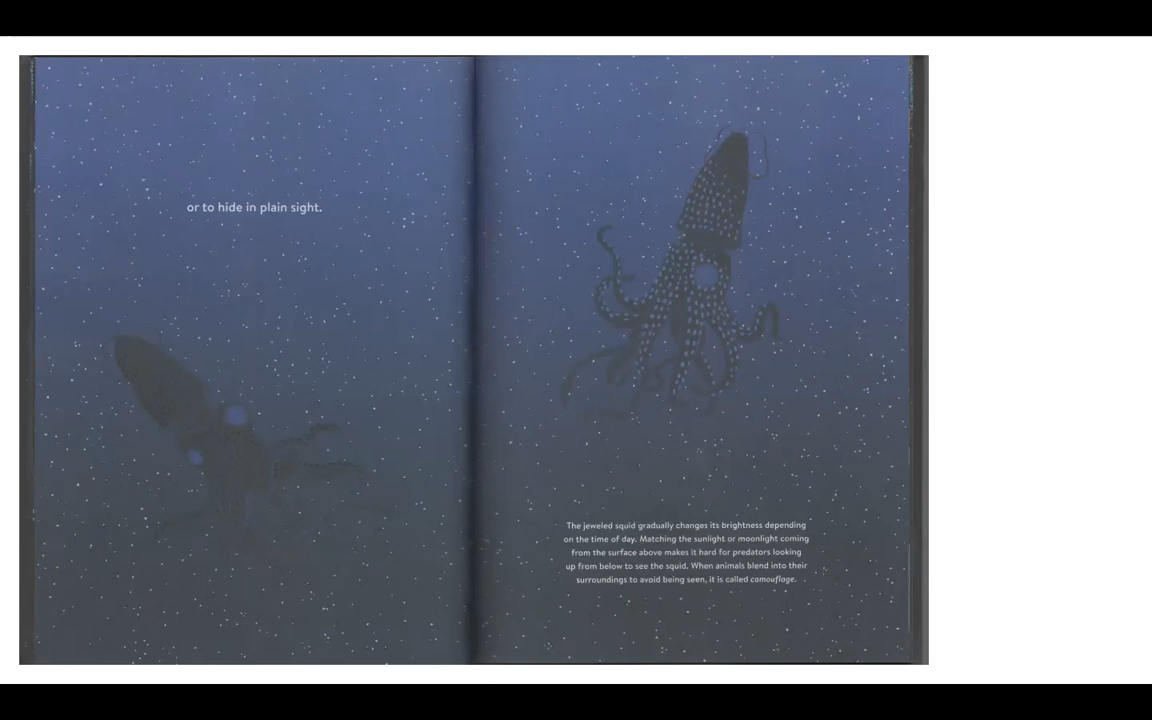 or to hide in plain sight.
The jeweled squid gradually changes its brightness depending
on the time of day. Matching the sunlight or moonlight coming
from the surface above makes it hard for predators looking
up from below to see the squid. When animals blend into their
surroundings to avoid being seen, it is called camouflage.